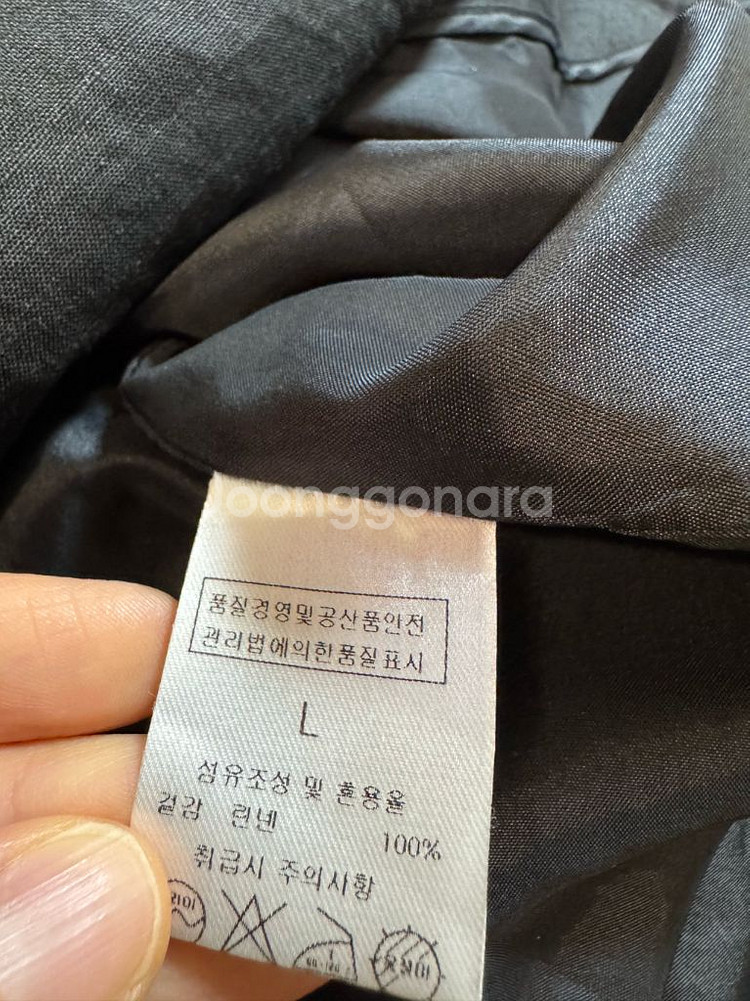 joonggonara
품질경영및공산품안전
관리법에의한품질표시
L
섬유조성 및 혼용율
겉감 린넨 100%
취급시 주의사항